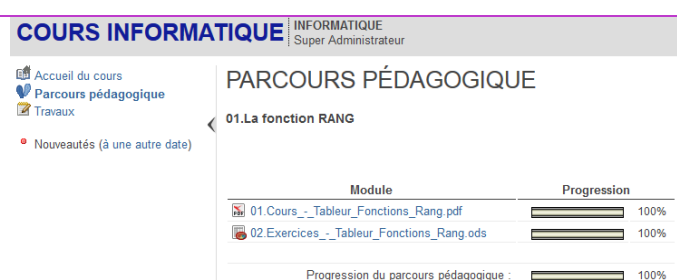 COURS INFORMATIQUE
INFORMATIQUE
Super Administrateur
Accueil du cours
Parcours pédagogique
Travaux
Nouveautés (à une autre date)
PARCOURS PÉDAGOGIQUE
01.La fonction RANG
Module Progression
01.Cours_-_Tableur_Fonctions_Rang.pdf 100%
02.Exercices_-_Tableur_Fonctions_Rang.ods 100%
Progression du parcours pédagogique : 100%